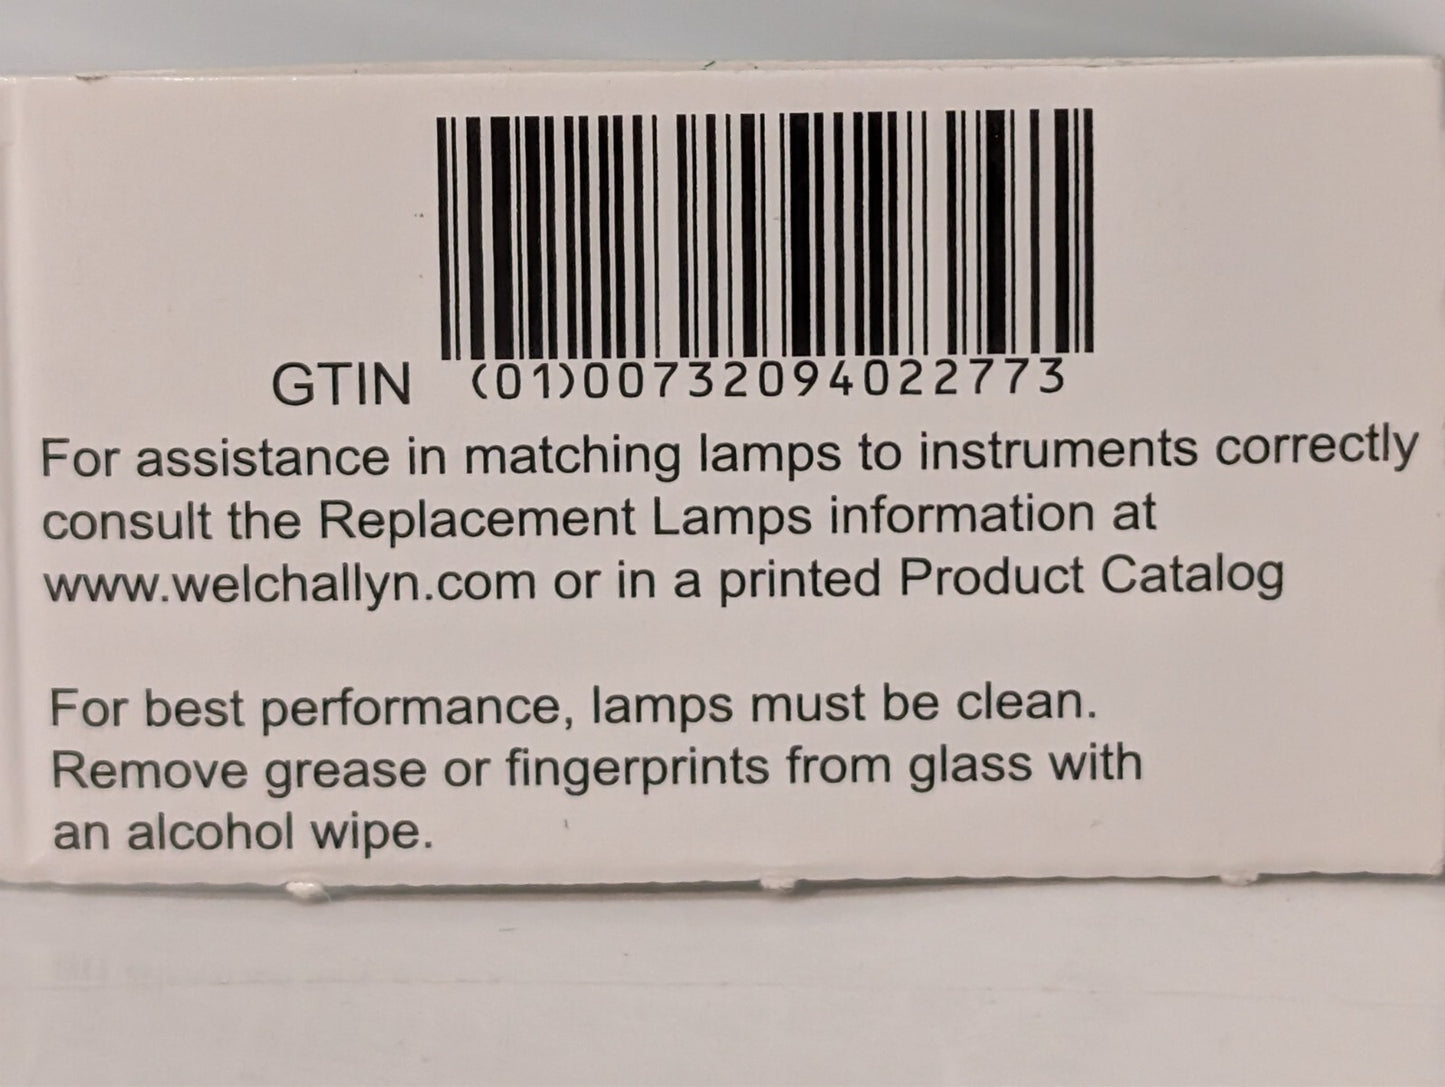 GTIN (01)00732094022773
For assistance in matching lamps to instruments correctly
consult the Replacement Lamps information at
www.welchallyn.com or in a printed Product Catalog
For best performance, lamps must be clean.
Remove grease or fingerprints from glass with
an alcohol wipe.